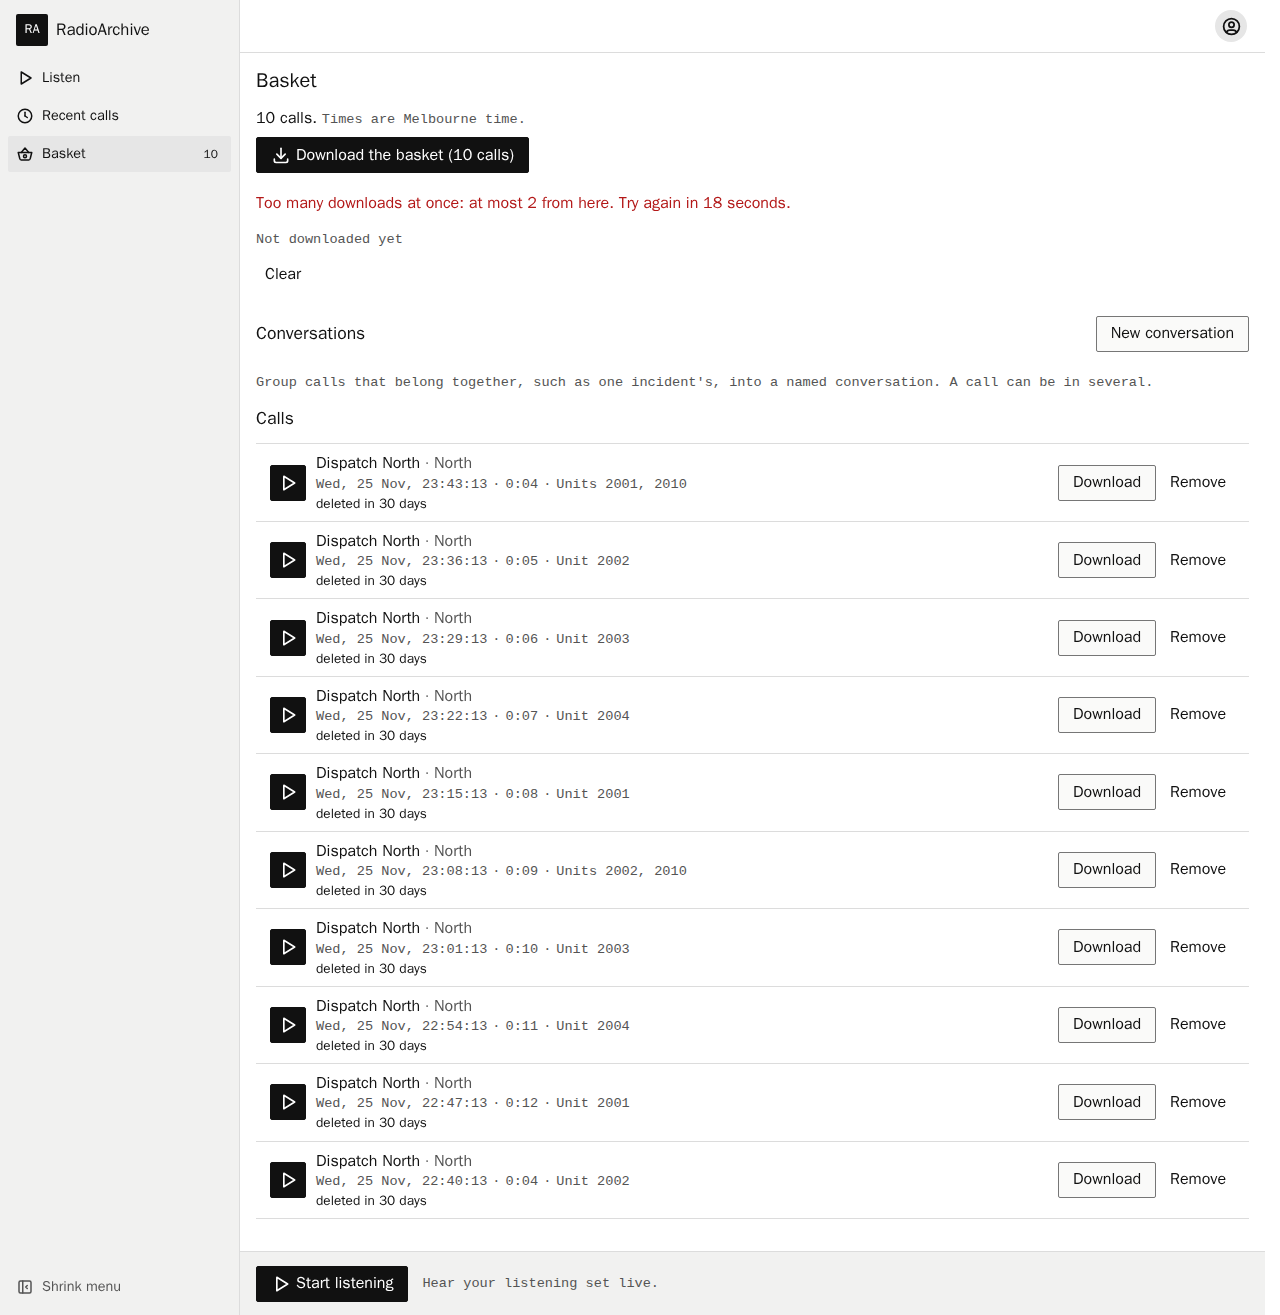 RA RadioArchive
Listen
Recent calls
Basket 10
Basket
10 calls. Times are Melbourne time.
Download the basket (10 calls)
Too many downloads at once: at most 2 from here. Try again in 18 seconds.
Not downloaded yet
Clear
Conversations New conversation
Group calls that belong together, such as one incident's, into a named conversation. A call can be in several.
Calls
Dispatch North · North
Wed, 25 Nov, 23:43:13 · 0:04 · Units 2001, 2010
deleted in 30 days
Download Remove
Dispatch North · North
Wed, 25 Nov, 23:36:13 · 0:05 · Unit 2002
deleted in 30 days
Download Remove
Dispatch North · North
Wed, 25 Nov, 23:29:13 · 0:06 · Unit 2003
deleted in 30 days
Download Remove
Dispatch North · North
Wed, 25 Nov, 23:22:13 · 0:07 · Unit 2004
deleted in 30 days
Download Remove
Dispatch North · North
Wed, 25 Nov, 23:15:13 · 0:08 · Unit 2001
deleted in 30 days
Download Remove
Dispatch North · North
Wed, 25 Nov, 23:08:13 · 0:09 · Units 2002, 2010
deleted in 30 days
Download Remove
Dispatch North · North
Wed, 25 Nov, 23:01:13 · 0:10 · Unit 2003
deleted in 30 days
Download Remove
Dispatch North · North
Wed, 25 Nov, 22:54:13 · 0:11 · Unit 2004
deleted in 30 days
Download Remove
Dispatch North · North
Wed, 25 Nov, 22:47:13 · 0:12 · Unit 2001
deleted in 30 days
Download Remove
Dispatch North · North
Wed, 25 Nov, 22:40:13 · 0:04 · Unit 2002
deleted in 30 days
Download Remove
Shrink menu
Start listening Hear your listening set live.